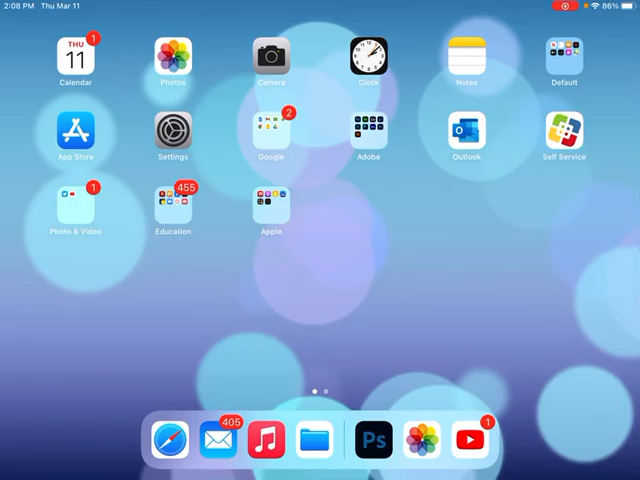 2:08 PM Thu Mar 11 86%
THU 1
11
Calendar Photos Camera Clock Notes Default
2
App Store Settings Google Adobe Outlook Self Service
1 455
Photo & Video Education Apple
405 Ps 1